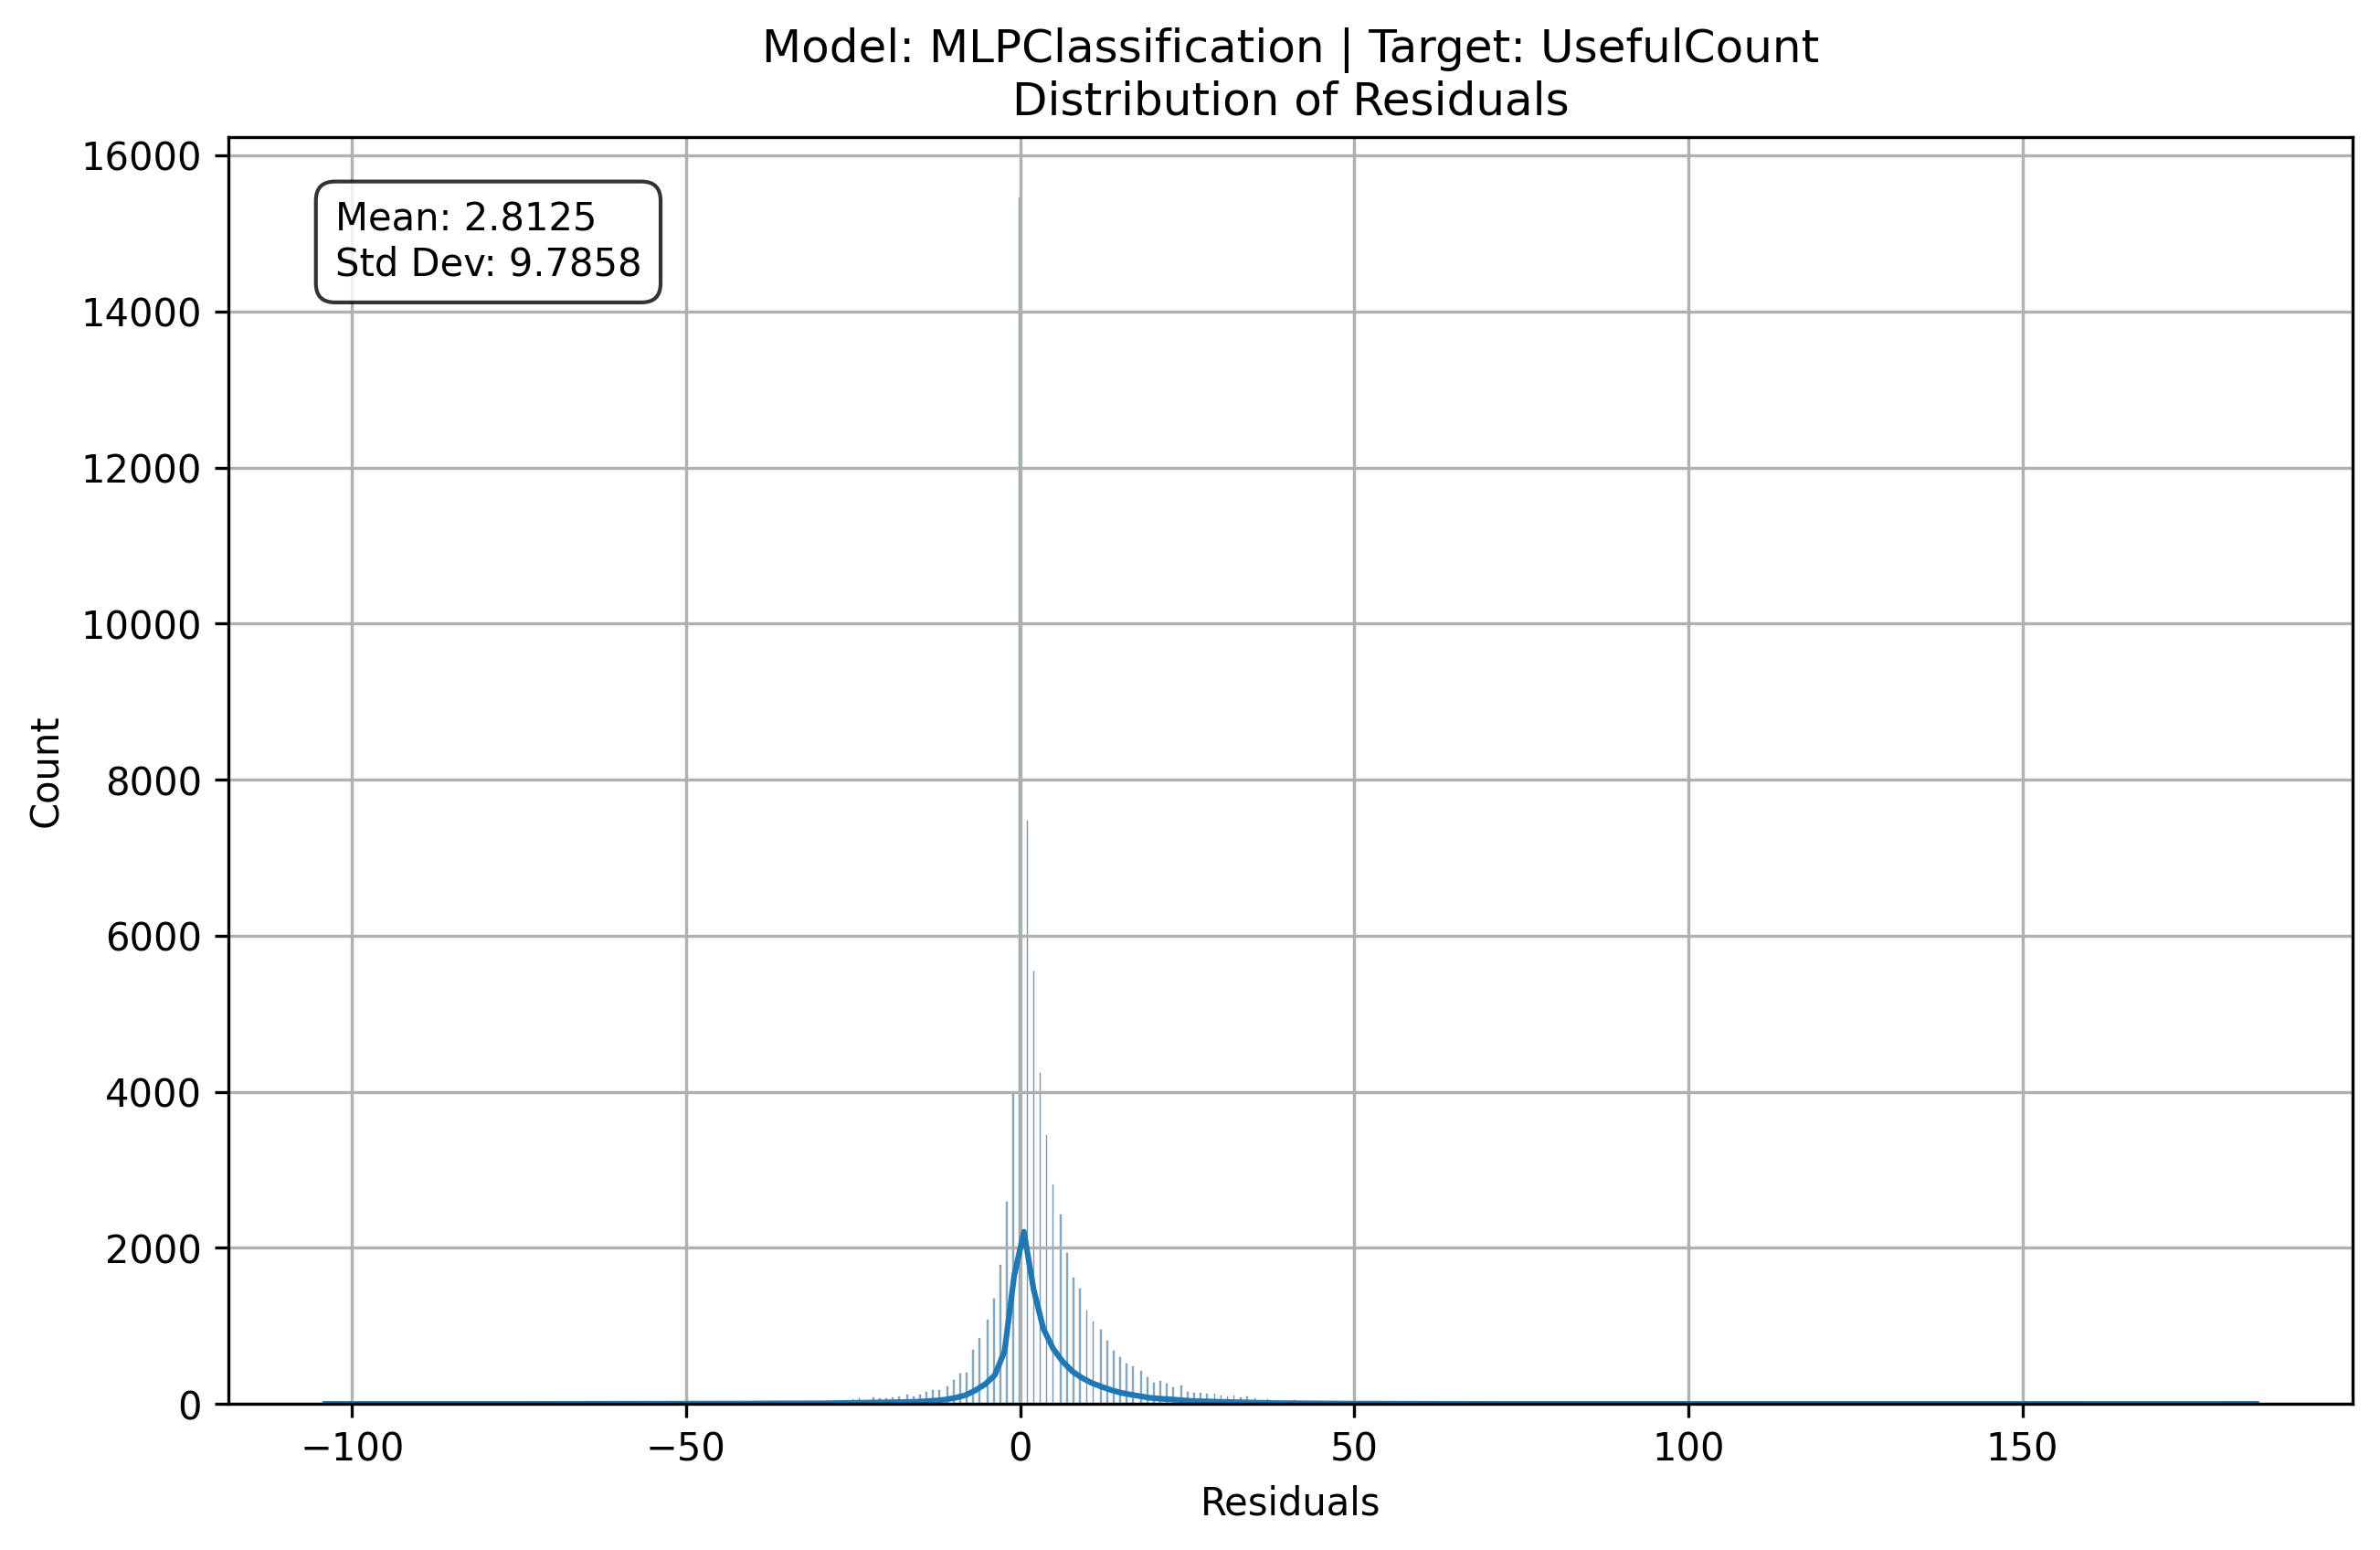 Model: MLPClassification | Target: UsefulCount
Distribution of Residuals
Mean: 2.8125
Std Dev: 9.7858
16000
14000
12000
10000
8000
6000
4000
2000
0
Count
−100
−50
0
50
100
150
Residuals